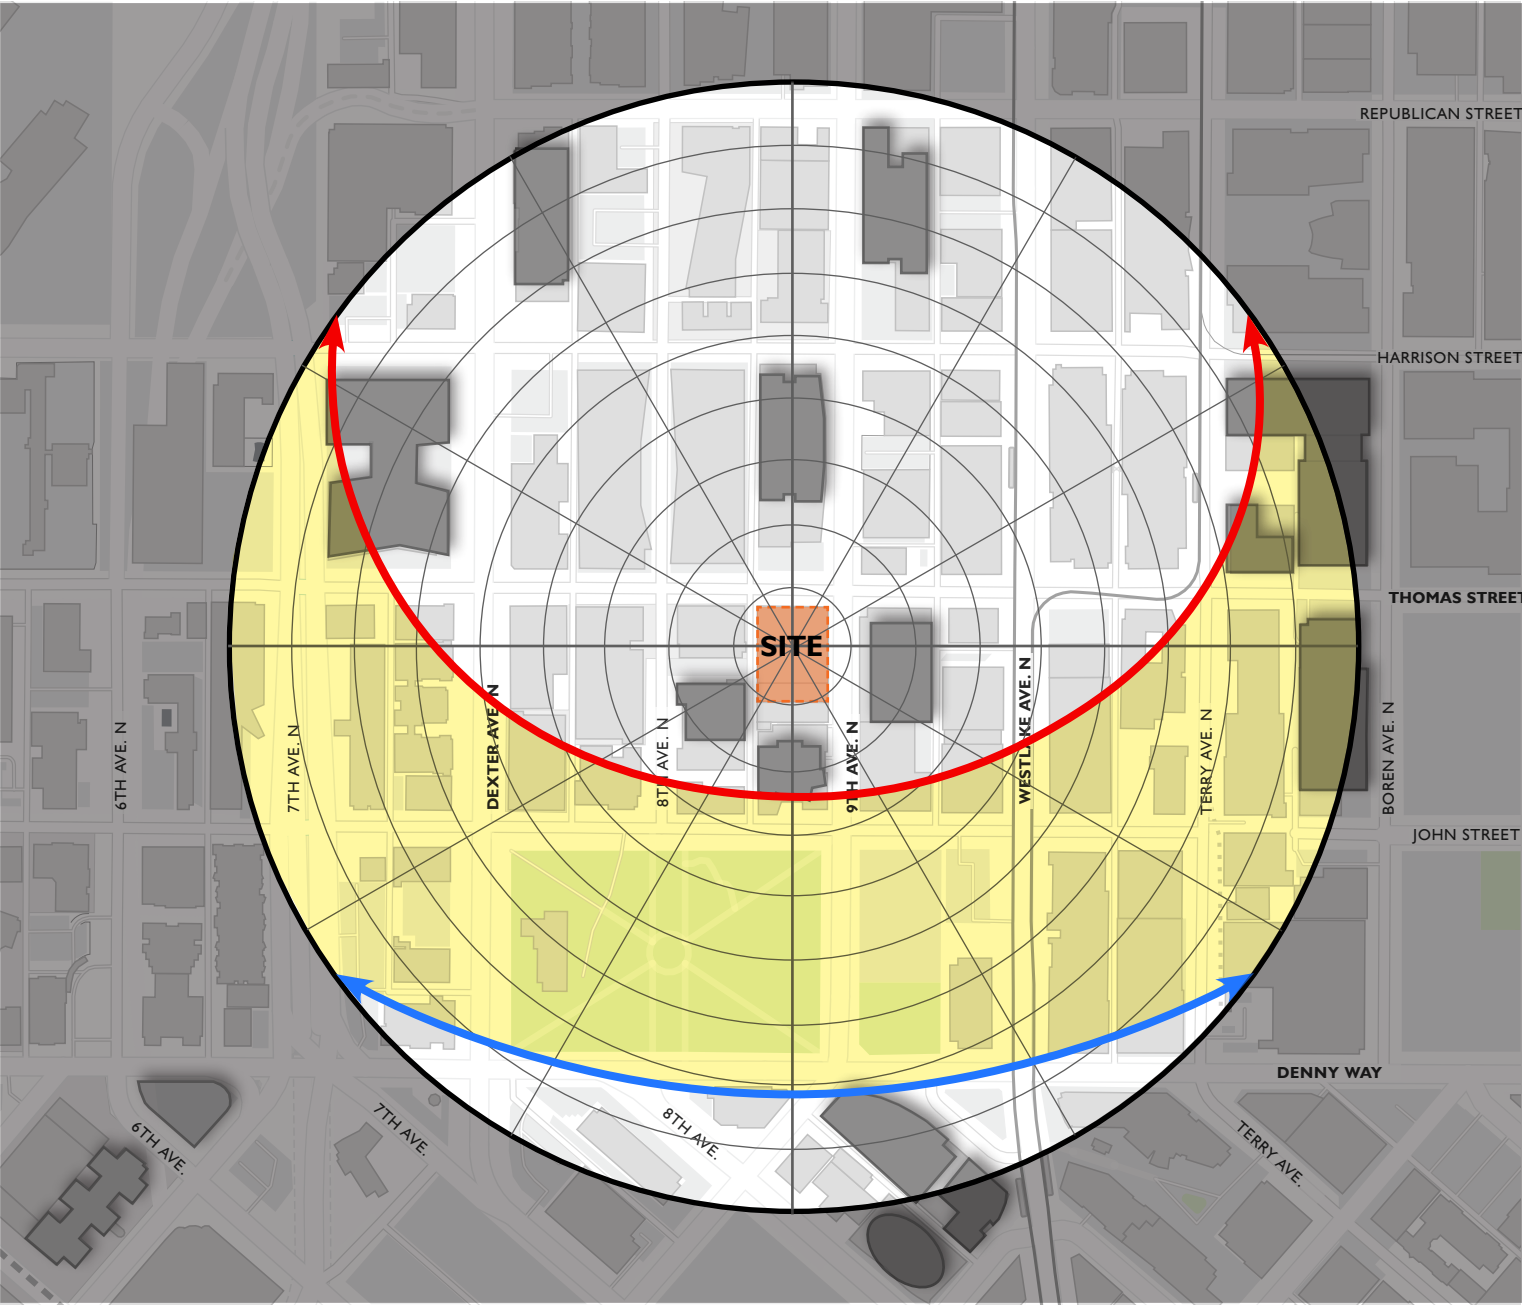 REPUBLICAN STREET
HARRISON STREET
THOMAS STREET
SITE
6TH AVE. N
7TH AVE. N
DEXTER AVE. N
8TH AVE. N
9TH AVE. N
WESTLAKE AVE. N
TERRY AVE. N
BOREN AVE. N
JOHN STREET
DENNY WAY
6TH AVE.
7TH AVE.
8TH AVE.
TERRY AVE.